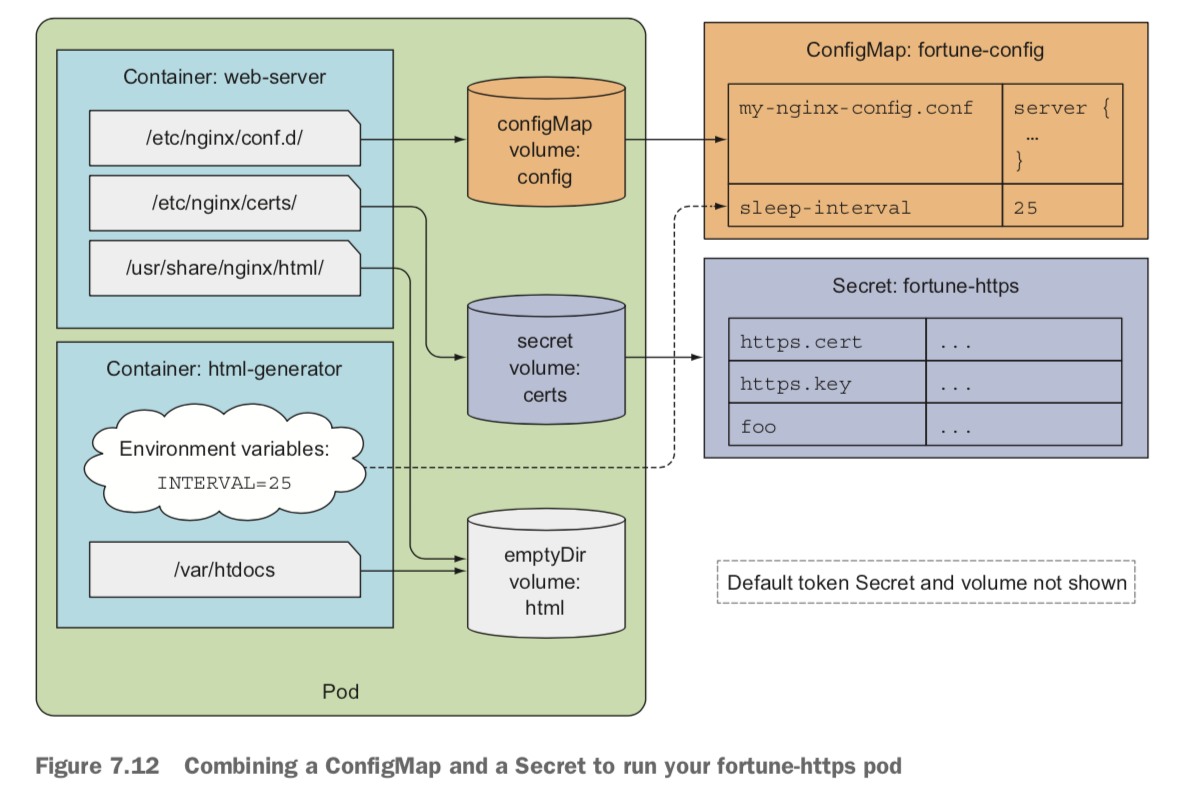 Container: web-server
/etc/nginx/conf.d/
/etc/nginx/certs/
/usr/share/nginx/html/
Container: html-generator
Environment variables:
INTERVAL=25
/var/htdocs
configMap
volume:
config
secret
volume:
certs
emptyDir
volume:
html
Pod
ConfigMap: fortune-config
my-nginx-config.conf
server {
…
}
sleep-interval
25
Secret: fortune-https
https.cert
...
https.key
...
foo
...
Default token Secret and volume not shown
Figure 7.12 Combining a ConfigMap and a Secret to run your fortune-https pod